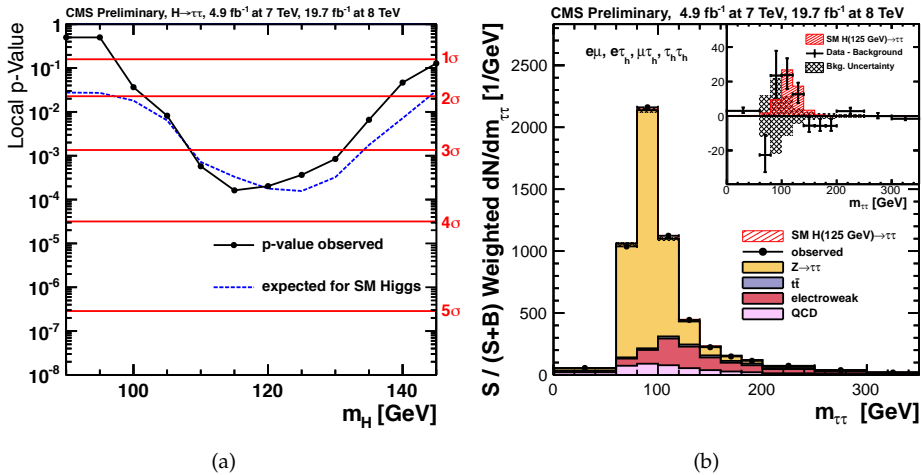 CMS Preliminary, H→ττ, 4.9 fb⁻¹ at 7 TeV, 19.7 fb⁻¹ at 8 TeV
Local p-Value
1
10⁻¹
10⁻²
10⁻³
10⁻⁴
10⁻⁵
10⁻⁶
10⁻⁷
10⁻⁸
1σ
2σ
3σ
4σ
5σ
p-value observed
expected for SM Higgs
100
120
140
m_H [GeV]
(a)
CMS Preliminary, 4.9 fb⁻¹ at 7 TeV, 19.7 fb⁻¹ at 8 TeV
S / (S+B) Weighted dN/dm_ττ [1/GeV]
eμ, eτ_h, μτ_h, τ_hτ_h
2500
2000
1500
1000
500
0
SM H(125 GeV)→ττ
Data - Background
Bkg. Uncertainty
40
20
0
-20
0
100
200
300
m_ττ [GeV]
SM H(125 GeV)→ττ
observed
Z→ττ
tt̄
electroweak
QCD
0
100
200
300
m_ττ [GeV]
(b)